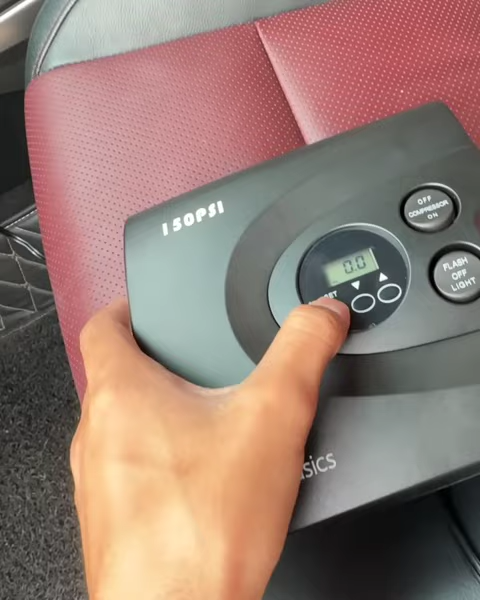 150PSI
OFF
COMPRESSOR
ON
0.0
FLASH
OFF
LIGHT
sics